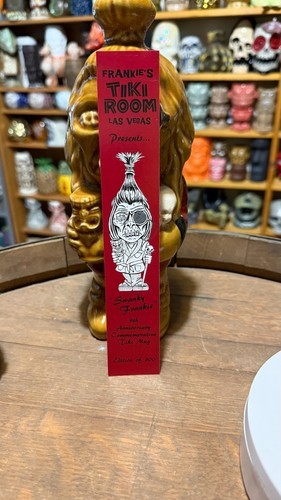 FRANKIE'S
TIKI
ROOM
LAS VEGAS
Presents...
Swanky
Frankie
Anniversary
Commemorative
Tiki Mug